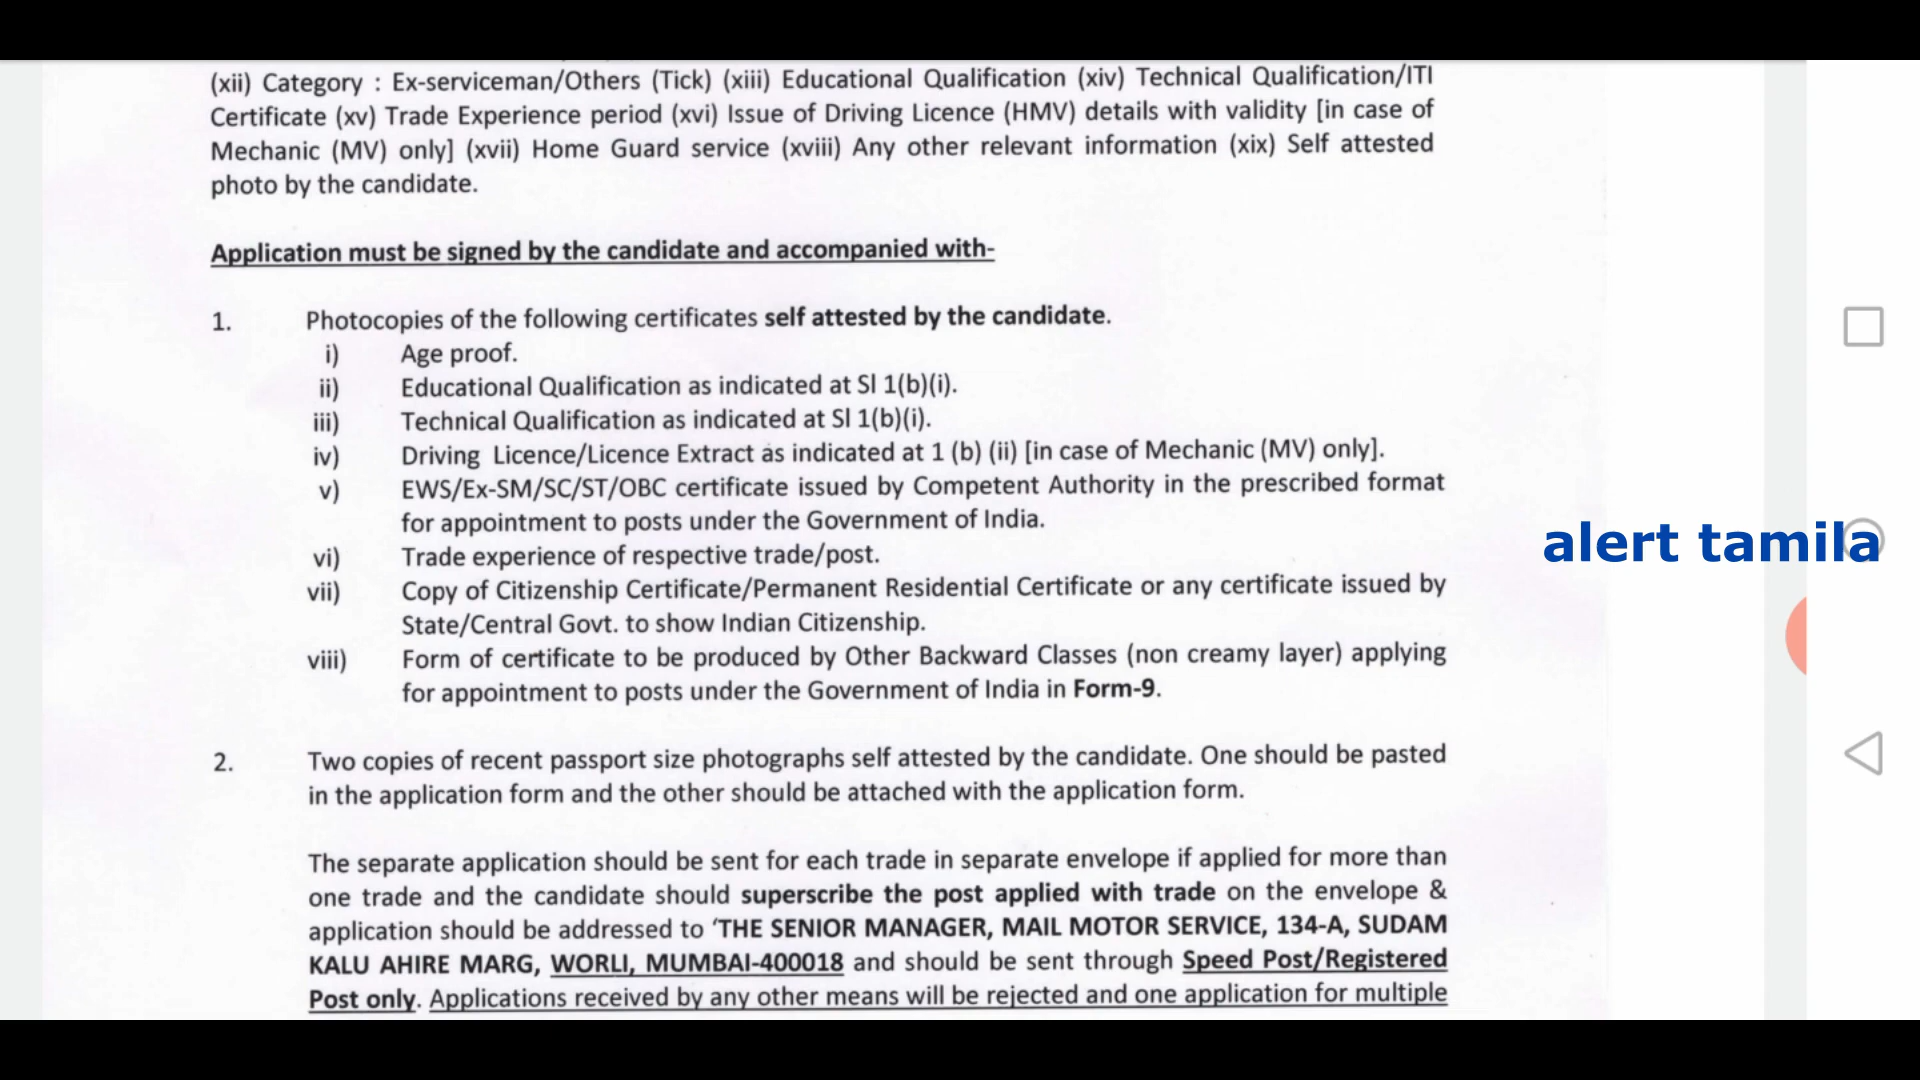 (xii) Category : Ex-serviceman/Others (Tick) (xiii) Educational Qualification (xiv) Technical Qualification/ITI
Certificate (xv) Trade Experience period (xvi) Issue of Driving Licence (HMV) details with validity [in case of
Mechanic (MV) only] (xvii) Home Guard service (xviii) Any other relevant information (xix) Self attested
photo by the candidate.
Application must be signed by the candidate and accompanied with-
1. Photocopies of the following certificates self attested by the candidate.
i) Age proof.
ii) Educational Qualification as indicated at Sl 1(b)(i).
iii) Technical Qualification as indicated at Sl 1(b)(i).
iv) Driving Licence/Licence Extract as indicated at 1 (b) (ii) [in case of Mechanic (MV) only].
v) EWS/Ex-SM/SC/ST/OBC certificate issued by Competent Authority in the prescribed format
for appointment to posts under the Government of India.
vi) Trade experience of respective trade/post.
vii) Copy of Citizenship Certificate/Permanent Residential Certificate or any certificate issued by
State/Central Govt. to show Indian Citizenship.
viii) Form of certificate to be produced by Other Backward Classes (non creamy layer) applying
for appointment to posts under the Government of India in Form-9.
2. Two copies of recent passport size photographs self attested by the candidate. One should be pasted
in the application form and the other should be attached with the application form.
The separate application should be sent for each trade in separate envelope if applied for more than
one trade and the candidate should superscribe the post applied with trade on the envelope &
application should be addressed to ‘THE SENIOR MANAGER, MAIL MOTOR SERVICE, 134-A, SUDAM
KALU AHIRE MARG, WORLI, MUMBAI-400018 and should be sent through Speed Post/Registered
Post only. Applications received by any other means will be rejected and one application for multiple
alert tamila